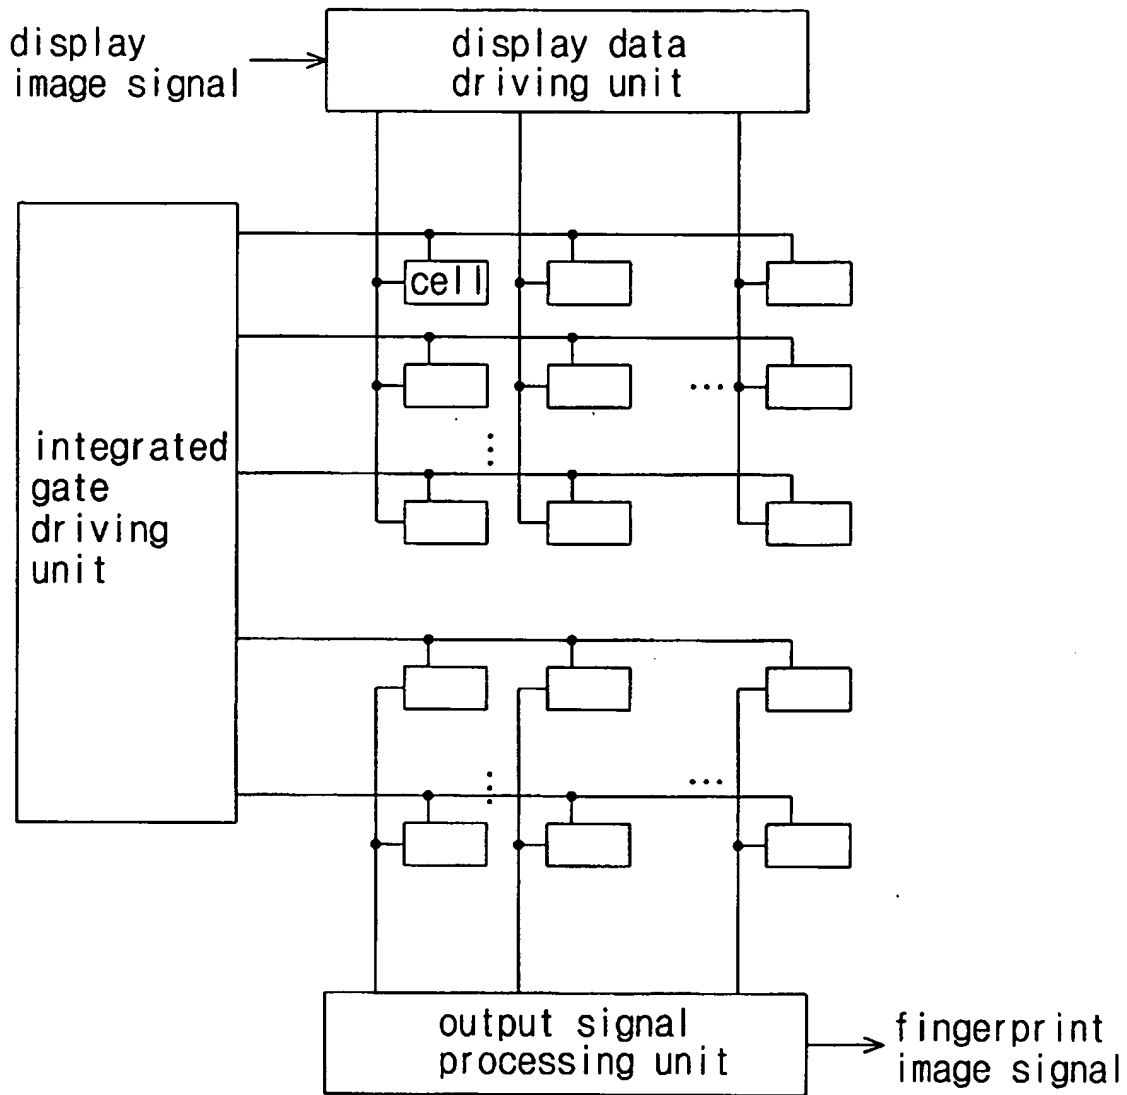 display
image signal
display data
driving unit
cell
integrated
gate
driving
unit
output signal
processing unit
fingerprint
image signal